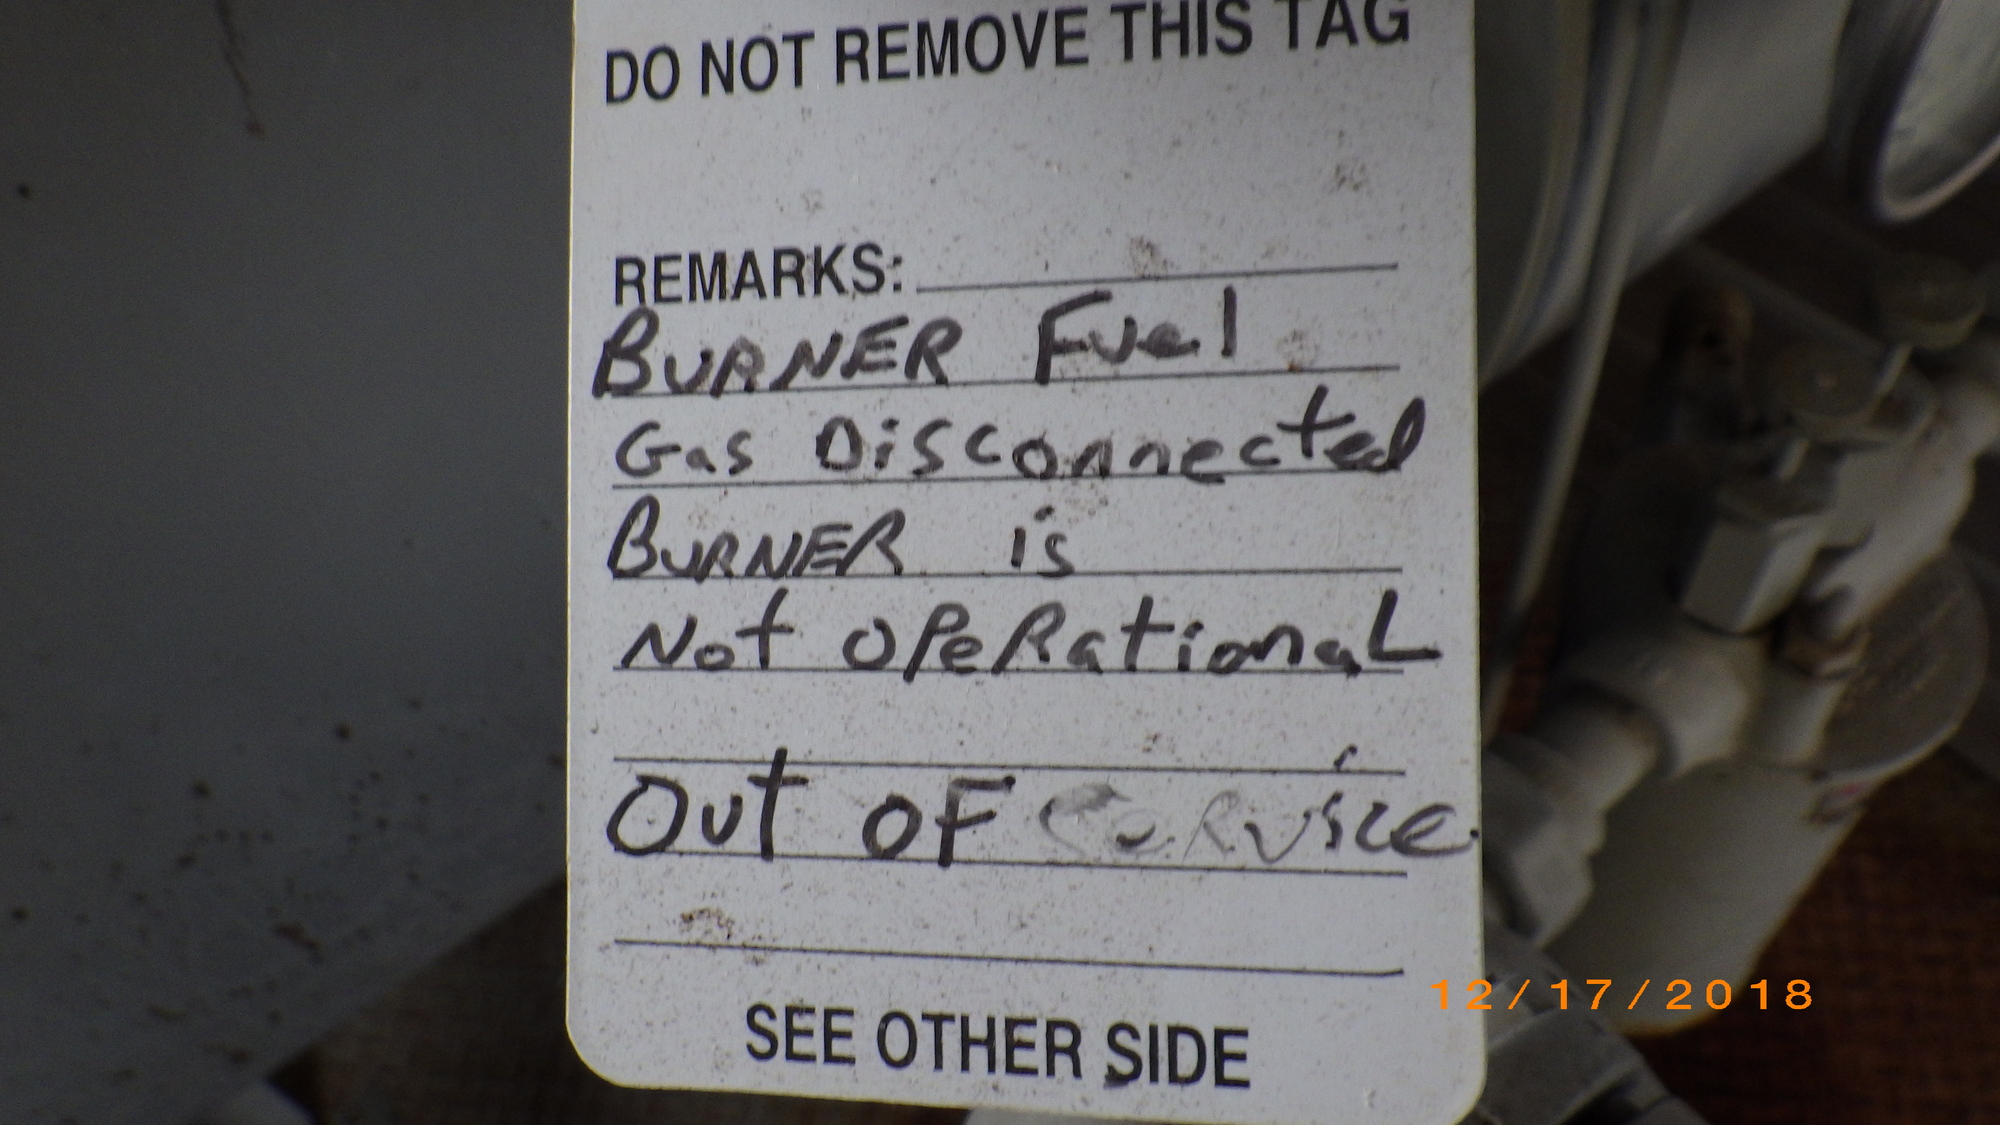 DO NOT REMOVE THIS TAG
REMARKS:
BURNER Fuel
Gas Disconnected
BURNER is
Not OPeRationaL
Out OF SeRvice
12/17/2018
SEE OTHER SIDE